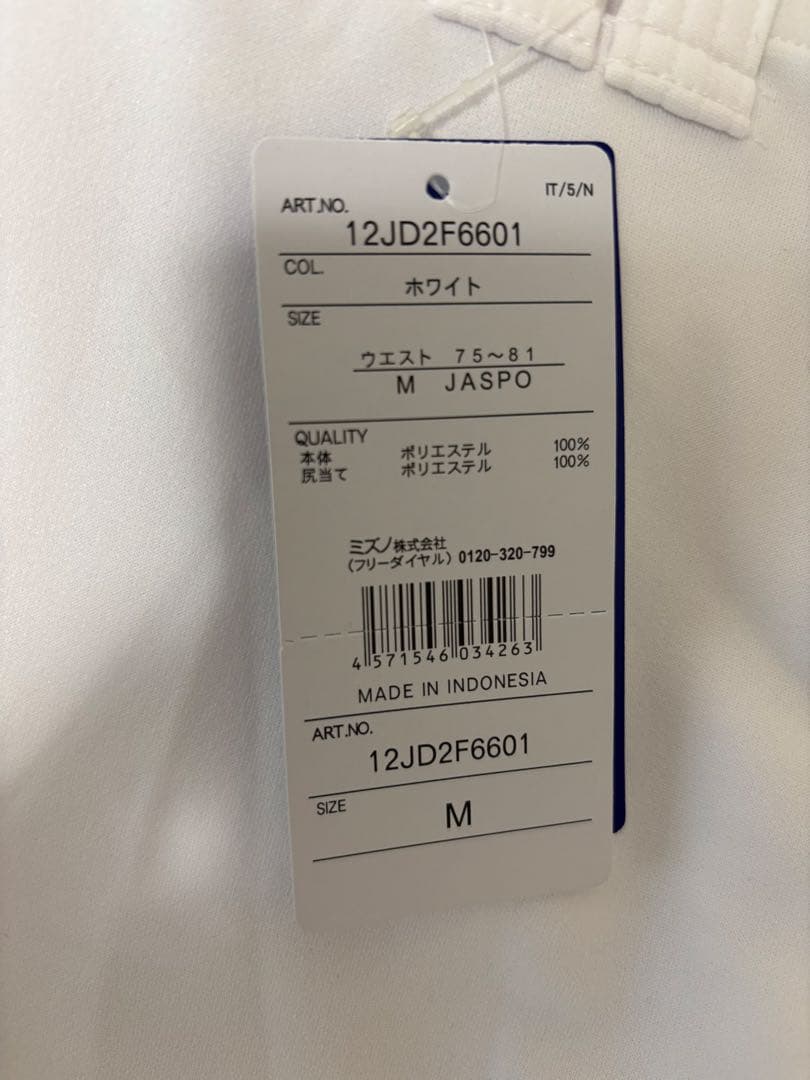 IT/5/N
ART.NO.
12JD2F6601
COL.
ホワイト
SIZE
ウエスト 75〜81
M JASPO
QUALITY
本体 ポリエステル 100%
尻当て ポリエステル 100%
ミズノ株式会社
(フリーダイヤル) 0120-320-799
4 571546 034263
MADE IN INDONESIA
ART.NO.
12JD2F6601
SIZE
M